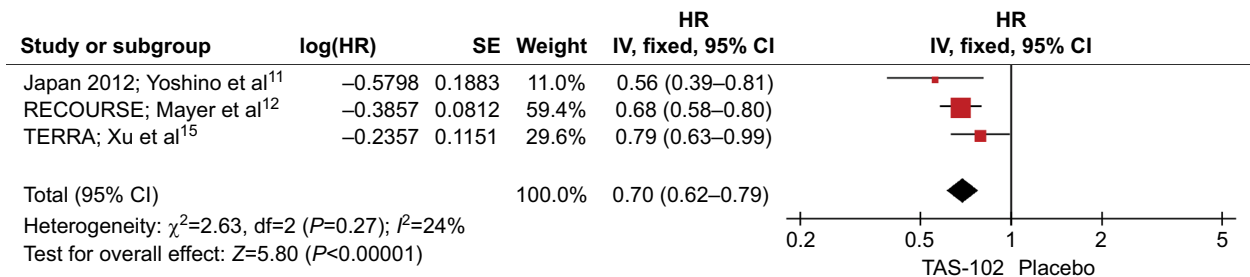 HR HR
Study or subgroup log(HR) SE Weight IV, fixed, 95% CI IV, fixed, 95% CI
Japan 2012; Yoshino et al11 –0.5798 0.1883 11.0% 0.56 (0.39–0.81)
RECOURSE; Mayer et al12 –0.3857 0.0812 59.4% 0.68 (0.58–0.80)
TERRA; Xu et al15 –0.2357 0.1151 29.6% 0.79 (0.63–0.99)
Total (95% CI) 100.0% 0.70 (0.62–0.79)
Heterogeneity: χ2=2.63, df=2 (P=0.27); I2=24%
Test for overall effect: Z=5.80 (P<0.00001)
0.2 0.5 1 2 5
TAS-102 Placebo